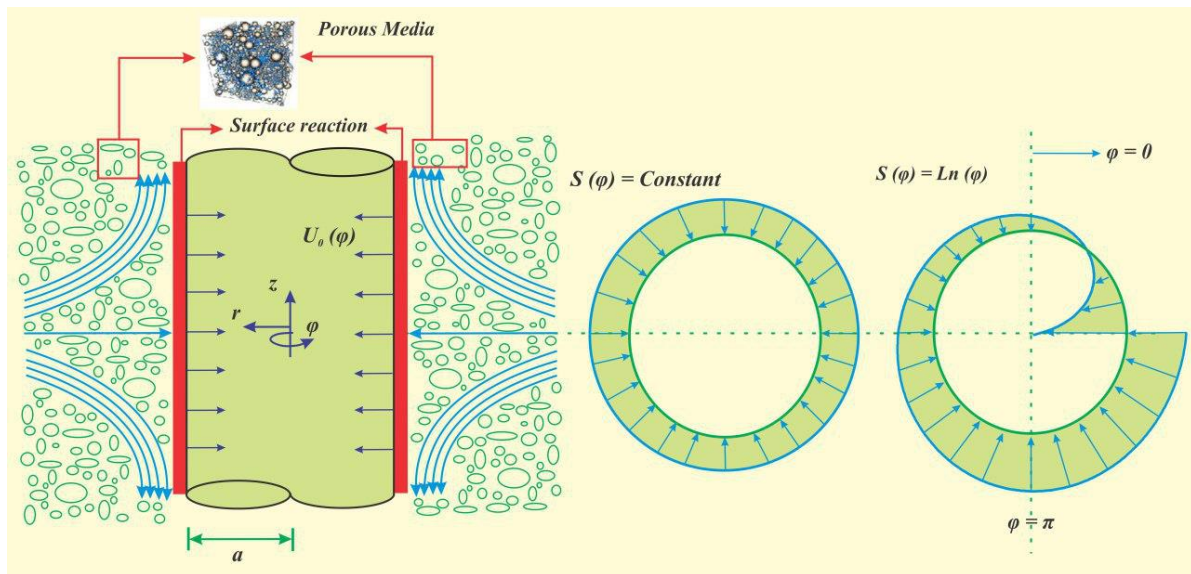 Porous Media
Surface reaction
S (φ) = Constant
φ = 0
S (φ) = Ln (φ)
U₀ (φ)
z
r
φ
a
φ = π